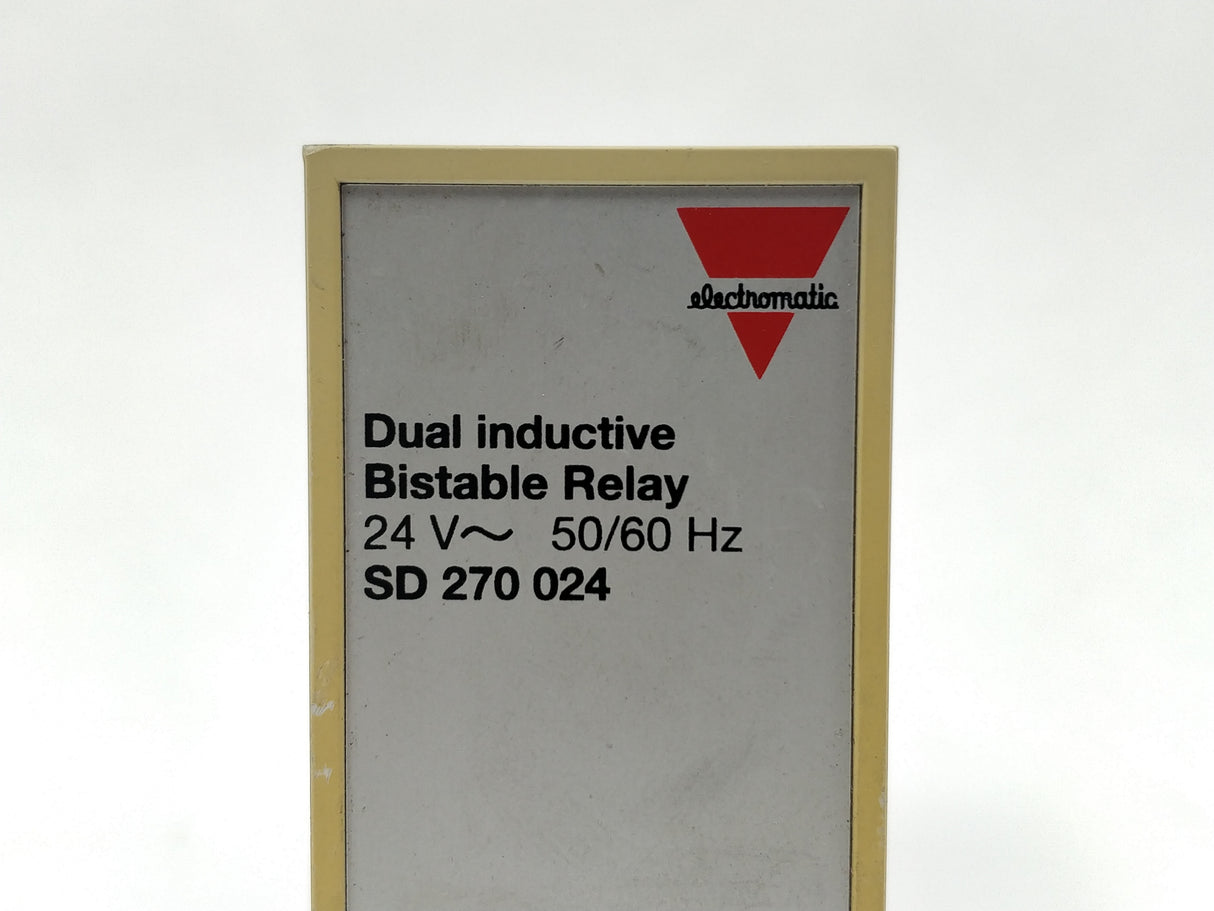 electromatic
Dual inductive
Bistable Relay
24 V~ 50/60 Hz
SD 270 024